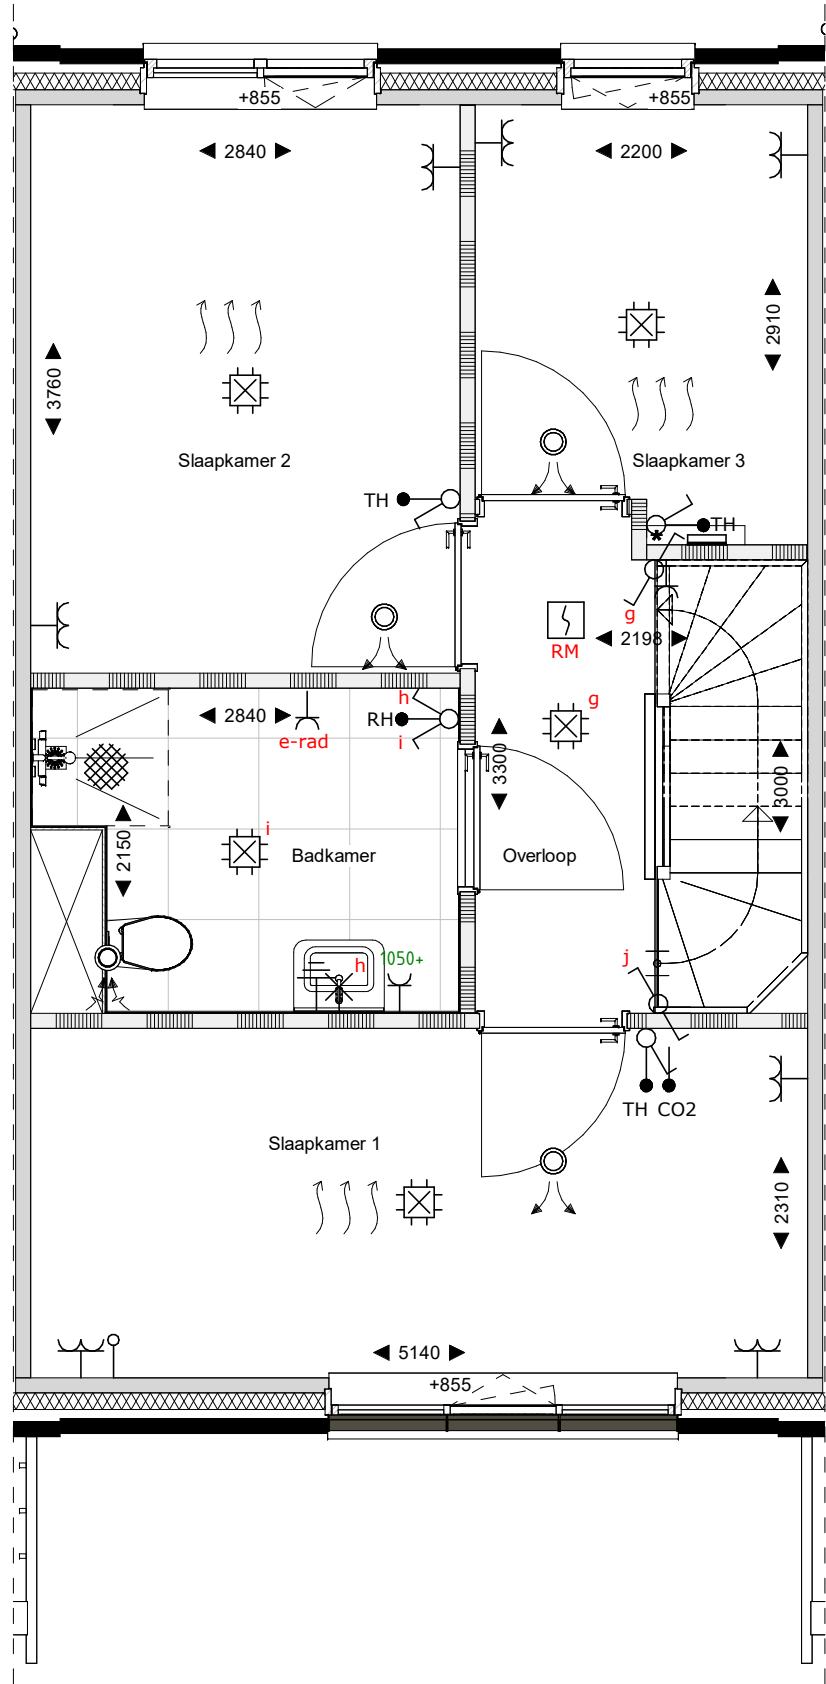 +855
+855
2840
2200
2910
3760
Slaapkamer 2
Slaapkamer 3
TH
TH
*
g
2198
RM
h
g
2840
RH
e-rad
i
3300
3000
i
2150
Badkamer
Overloop
1050+
h
j
TH CO2
Slaapkamer 1
2310
5140
+855